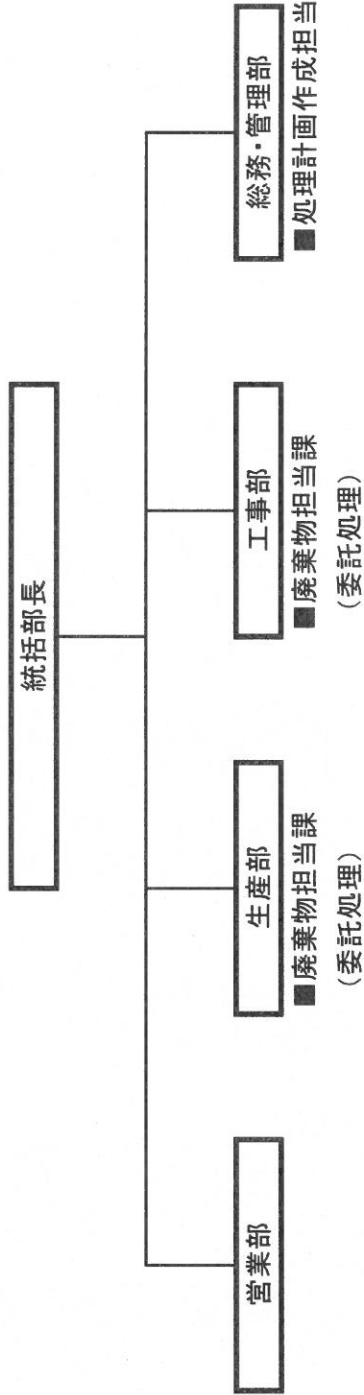 統括部長
営業部
生産部
■廃棄物担当課
(委託処理)
工事部
■廃棄物担当課
(委託処理)
総務・管理部
■処理計画作成担当